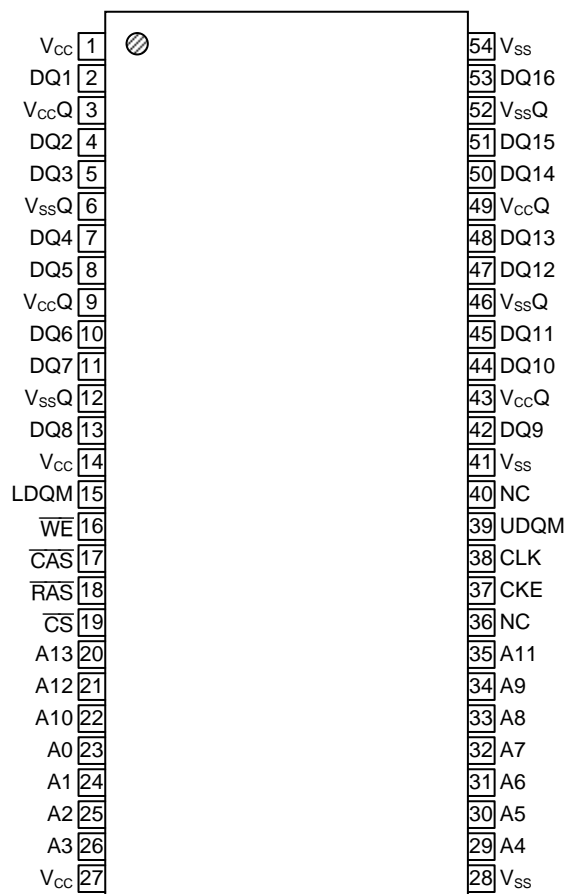 VCC 1 54 VSS
DQ1 2 53 DQ16
VCCQ 3 52 VSSQ
DQ2 4 51 DQ15
DQ3 5 50 DQ14
VSSQ 6 49 VCCQ
DQ4 7 48 DQ13
DQ5 8 47 DQ12
VCCQ 9 46 VSSQ
DQ6 10 45 DQ11
DQ7 11 44 DQ10
VSSQ 12 43 VCCQ
DQ8 13 42 DQ9
VCC 14 41 VSS
LDQM 15 40 NC
WE 16 39 UDQM
CAS 17 38 CLK
RAS 18 37 CKE
CS 19 36 NC
A13 20 35 A11
A12 21 34 A9
A10 22 33 A8
A0 23 32 A7
A1 24 31 A6
A2 25 30 A5
A3 26 29 A4
VCC 27 28 VSS